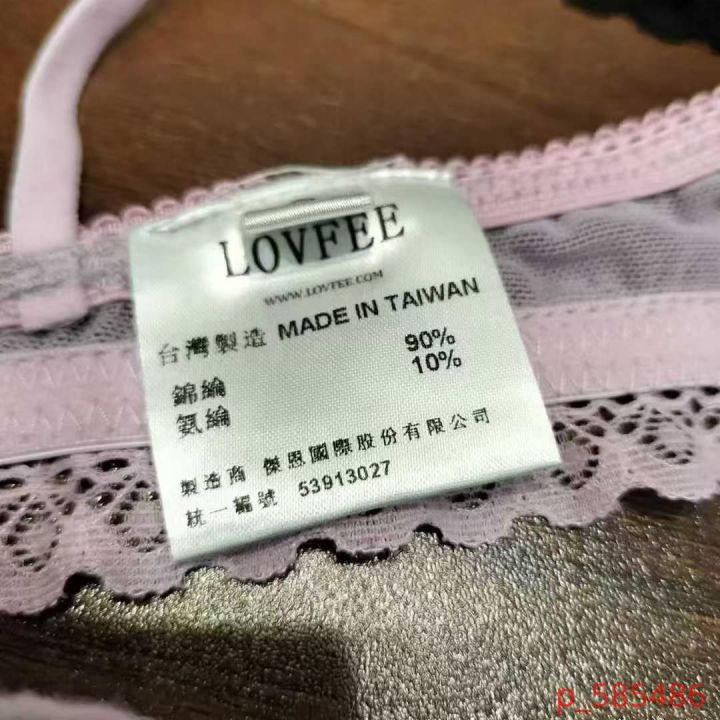 LOVFEE
WWW.LOVFEE.COM
台灣製造 MADE IN TAIWAN
錦綸 90%
氨綸 10%
製造商 傑恩國際股份有限公司
統一編號 53913027
p_585486